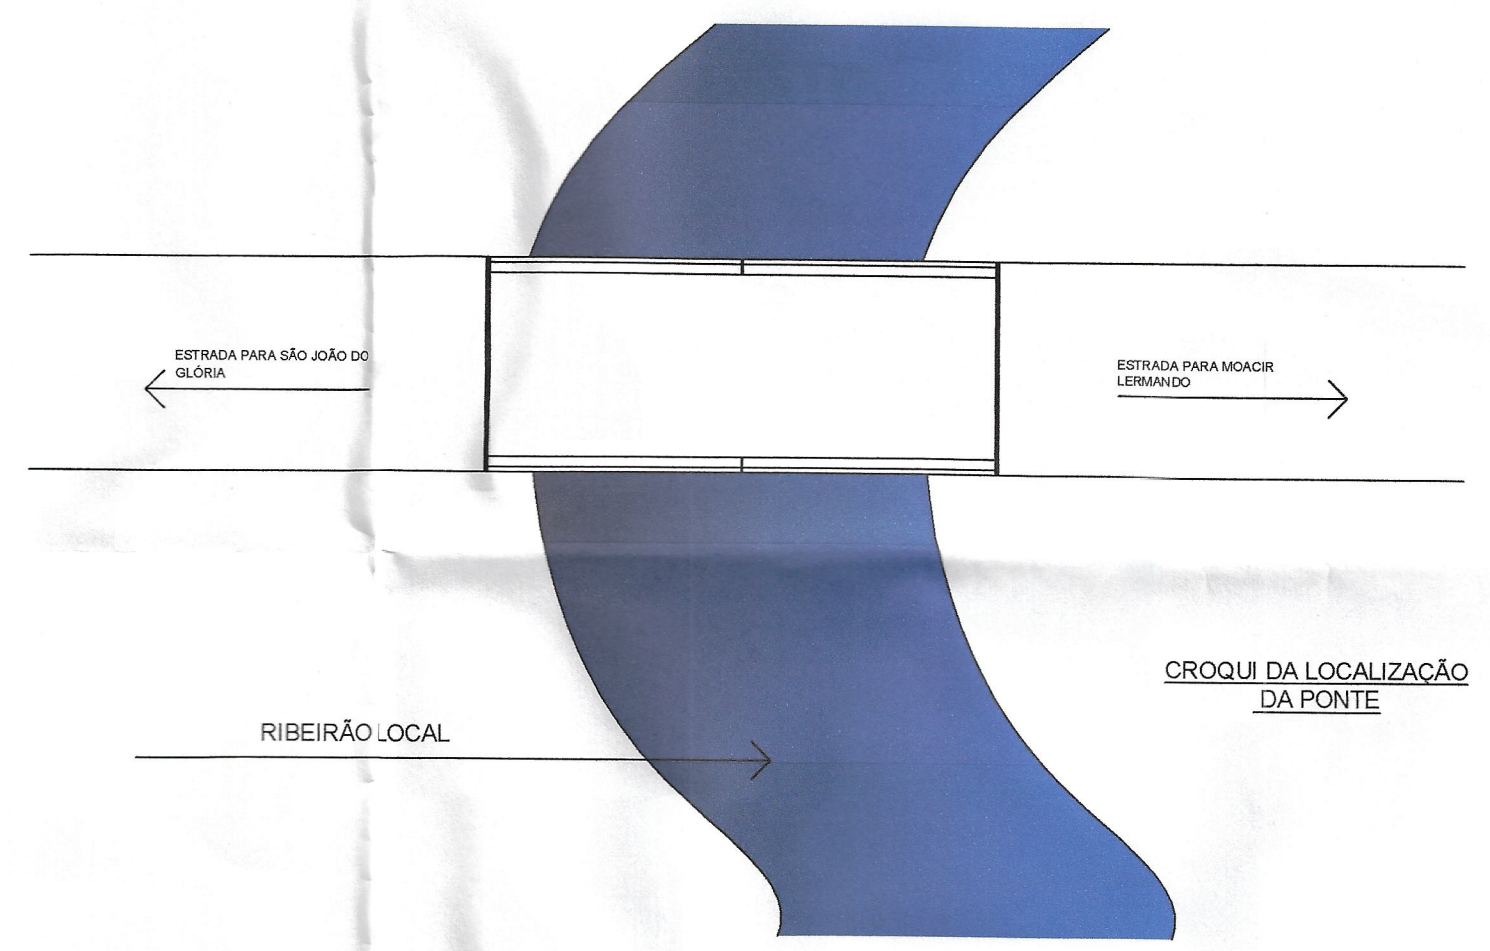 ESTRADA PARA SÃO JOÃO DO
GLÓRIA
ESTRADA PARA MOACIR
LERMANDO
CROQUI DA LOCALIZAÇÃO
DA PONTE
RIBEIRÃO LOCAL